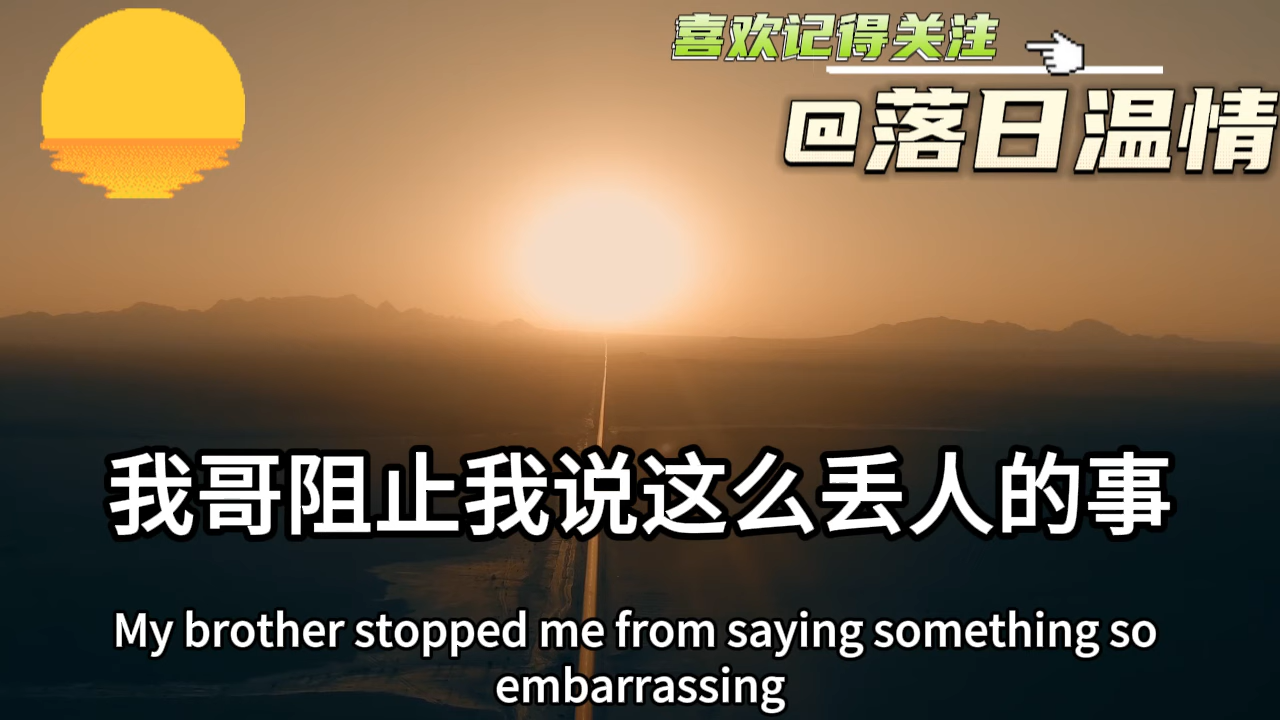 喜欢记得关注
@落日温情
我哥阻止我说这么丢人的事
My brother stopped me from saying something so
embarrassing